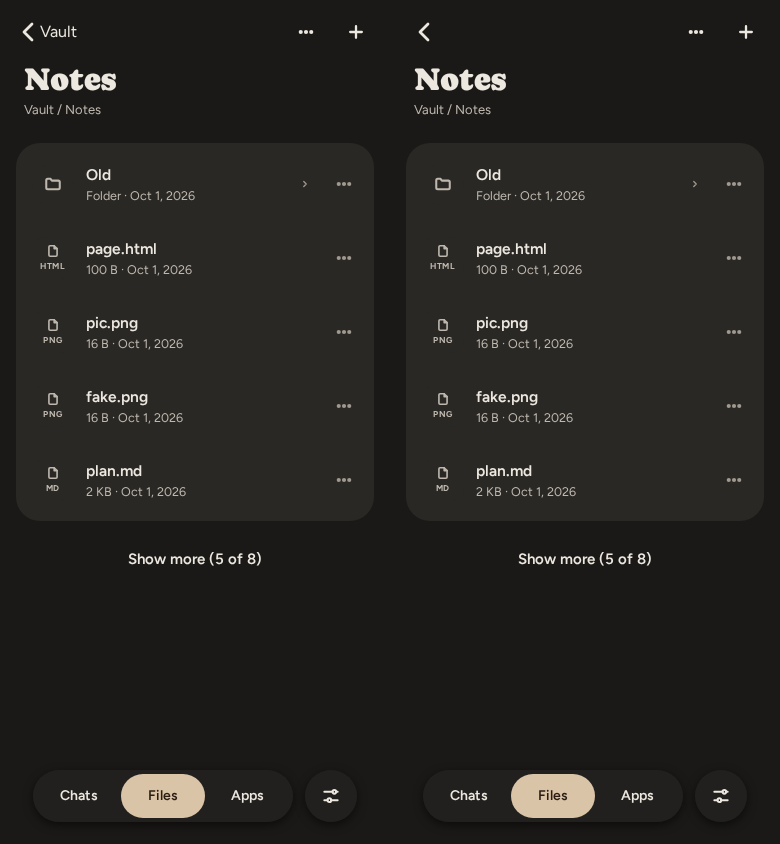 Vault
Notes
Vault / Notes
Old
Folder · Oct 1, 2026
HTML
page.html
100 B · Oct 1, 2026
PNG
pic.png
16 B · Oct 1, 2026
PNG
fake.png
16 B · Oct 1, 2026
MD
plan.md
2 KB · Oct 1, 2026
Show more (5 of 8)
Chats
Files
Apps
Notes
Vault / Notes
Old
Folder · Oct 1, 2026
HTML
page.html
100 B · Oct 1, 2026
PNG
pic.png
16 B · Oct 1, 2026
PNG
fake.png
16 B · Oct 1, 2026
MD
plan.md
2 KB · Oct 1, 2026
Show more (5 of 8)
Chats
Files
Apps